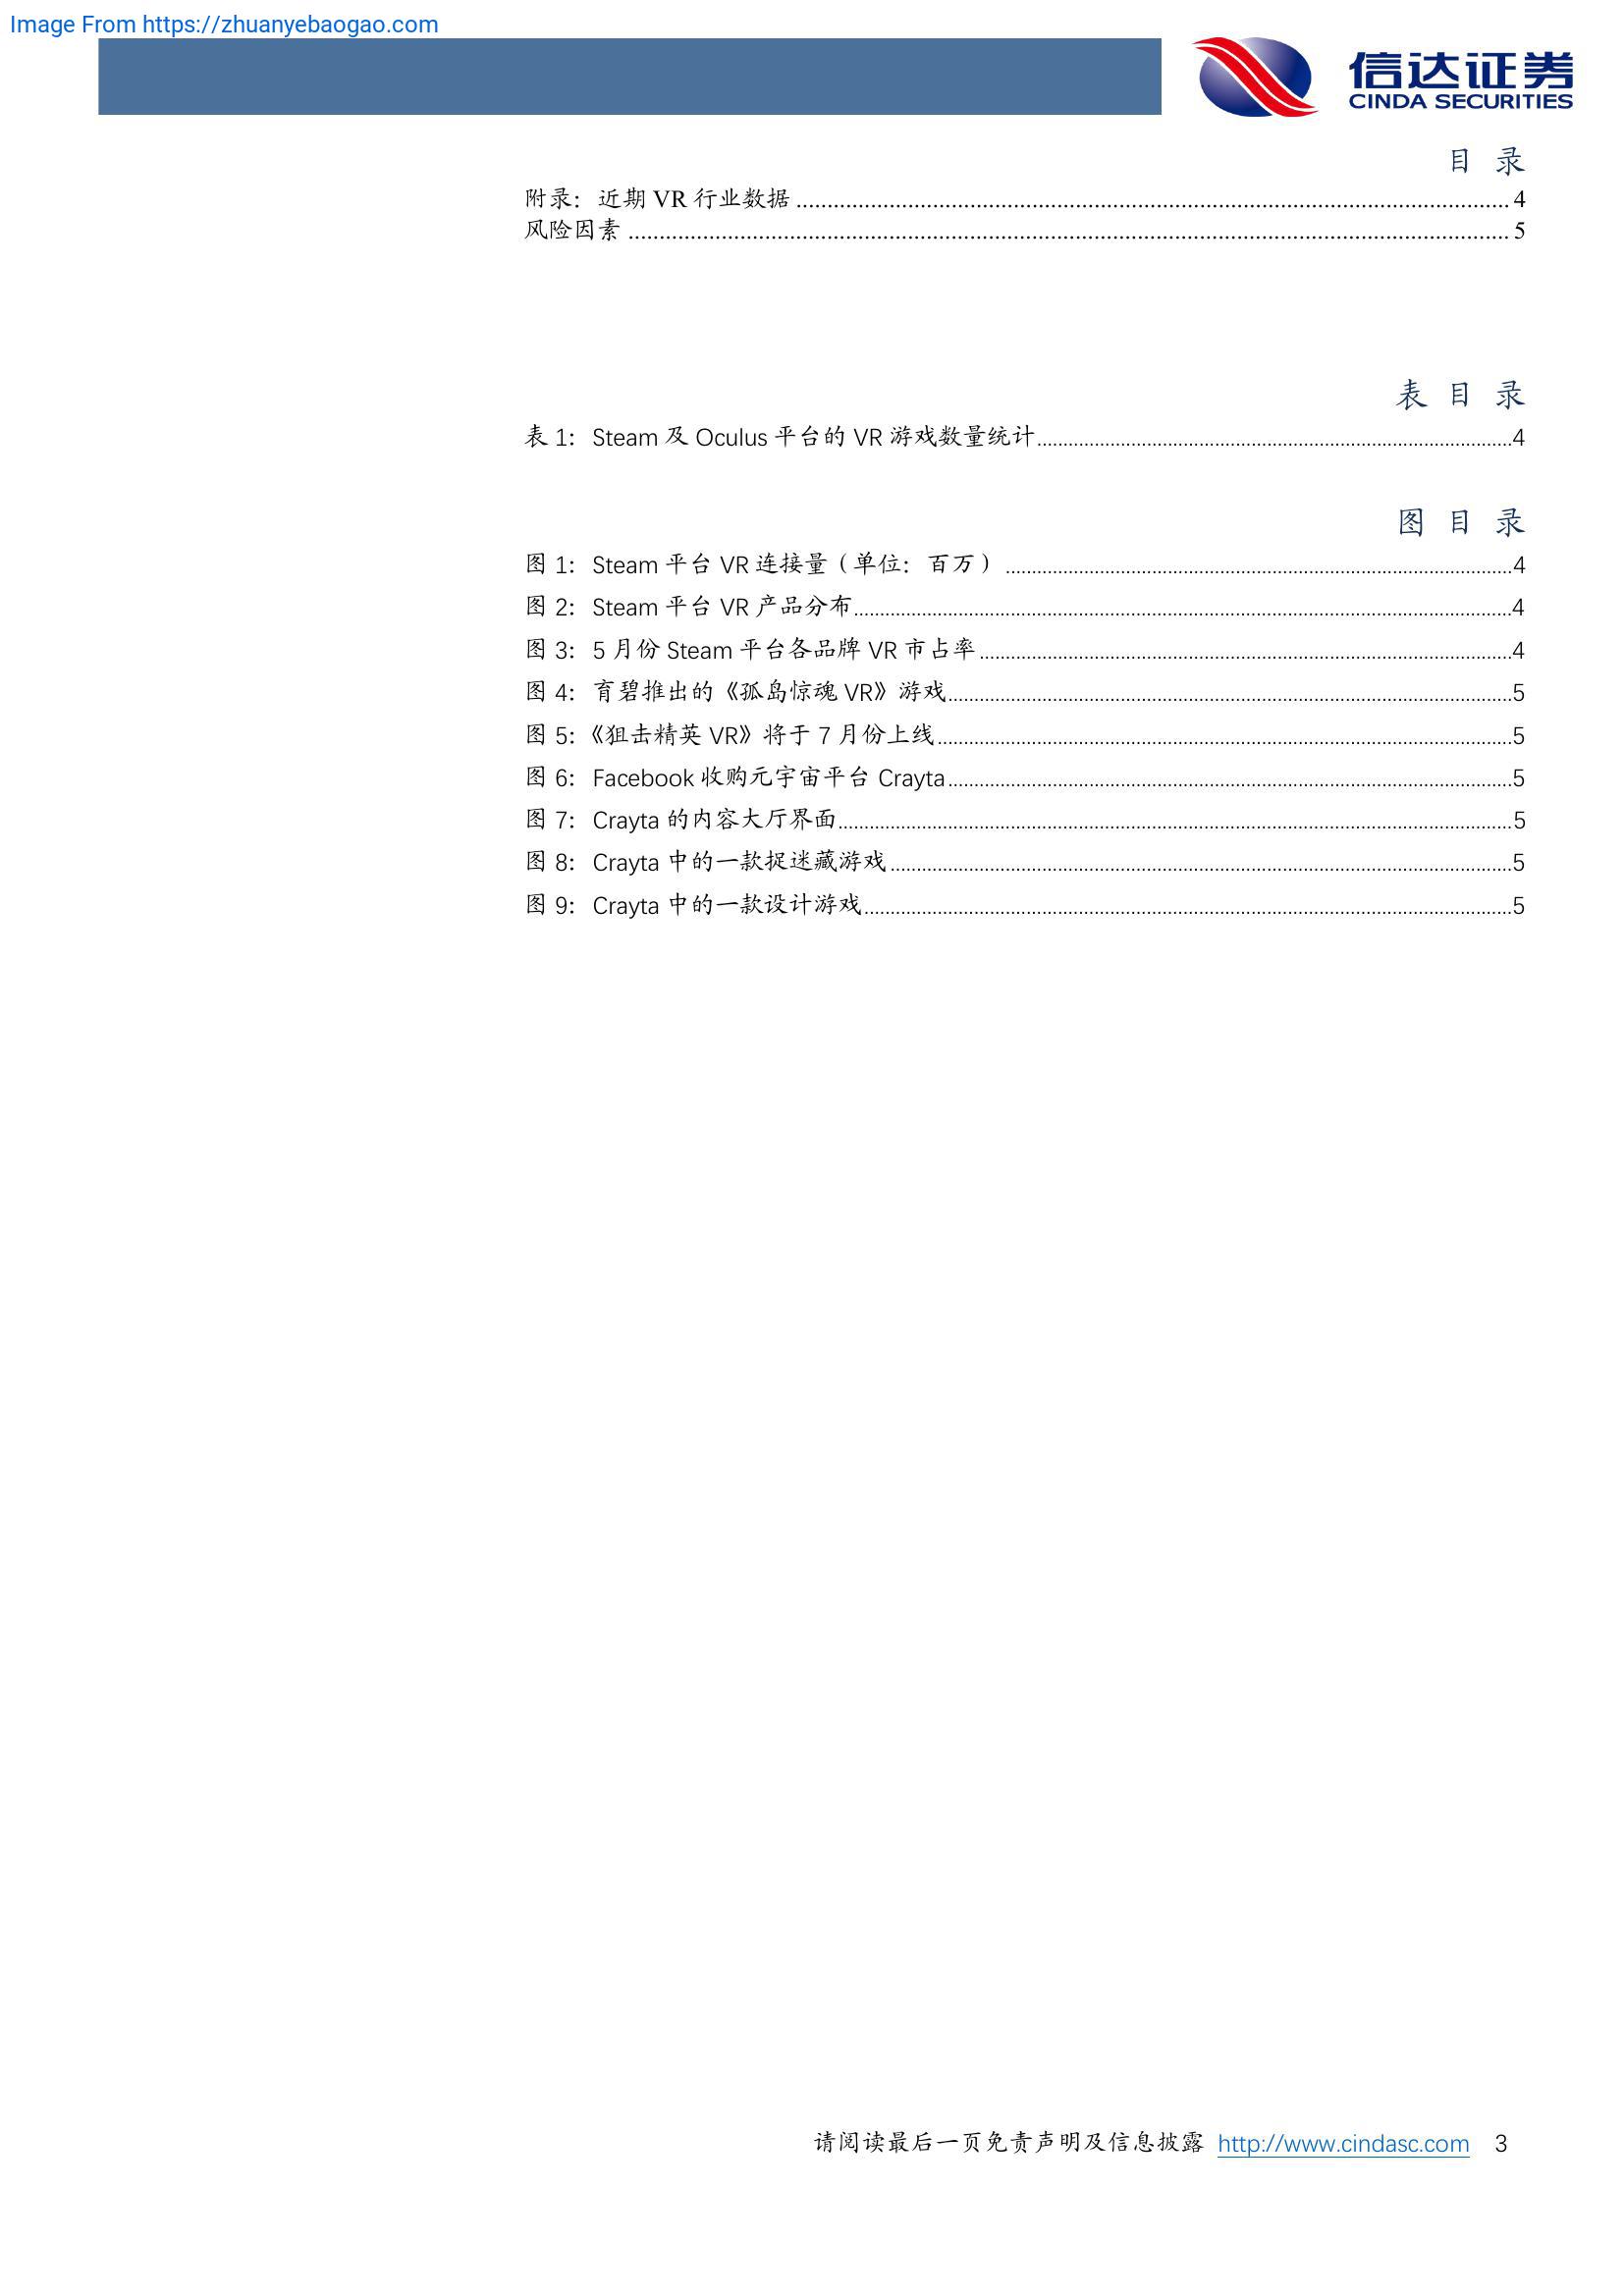 Image From https://zhuanyebaogao.com
信达证券
CINDA SECURITIES
目 录
附录：近期 VR 行业数据 ........ 4
风险因素 ........ 5
表 目 录
表 1：Steam 及 Oculus 平台的 VR 游戏数量统计........4
图 目 录
图 1：Steam 平台 VR 连接量（单位：百万）........4
图 2：Steam 平台 VR 产品分布........4
图 3：5 月份 Steam 平台各品牌 VR 市占率........4
图 4：育碧推出的《孤岛惊魂 VR》游戏........5
图 5：《狙击精英 VR》将于 7 月份上线........5
图 6：Facebook 收购元宇宙平台 Crayta........5
图 7：Crayta 的内容大厅界面........5
图 8：Crayta 中的一款捉迷藏游戏........5
图 9：Crayta 中的一款设计游戏........5
请阅读最后一页免责声明及信息披露 http://www.cindasc.com 3